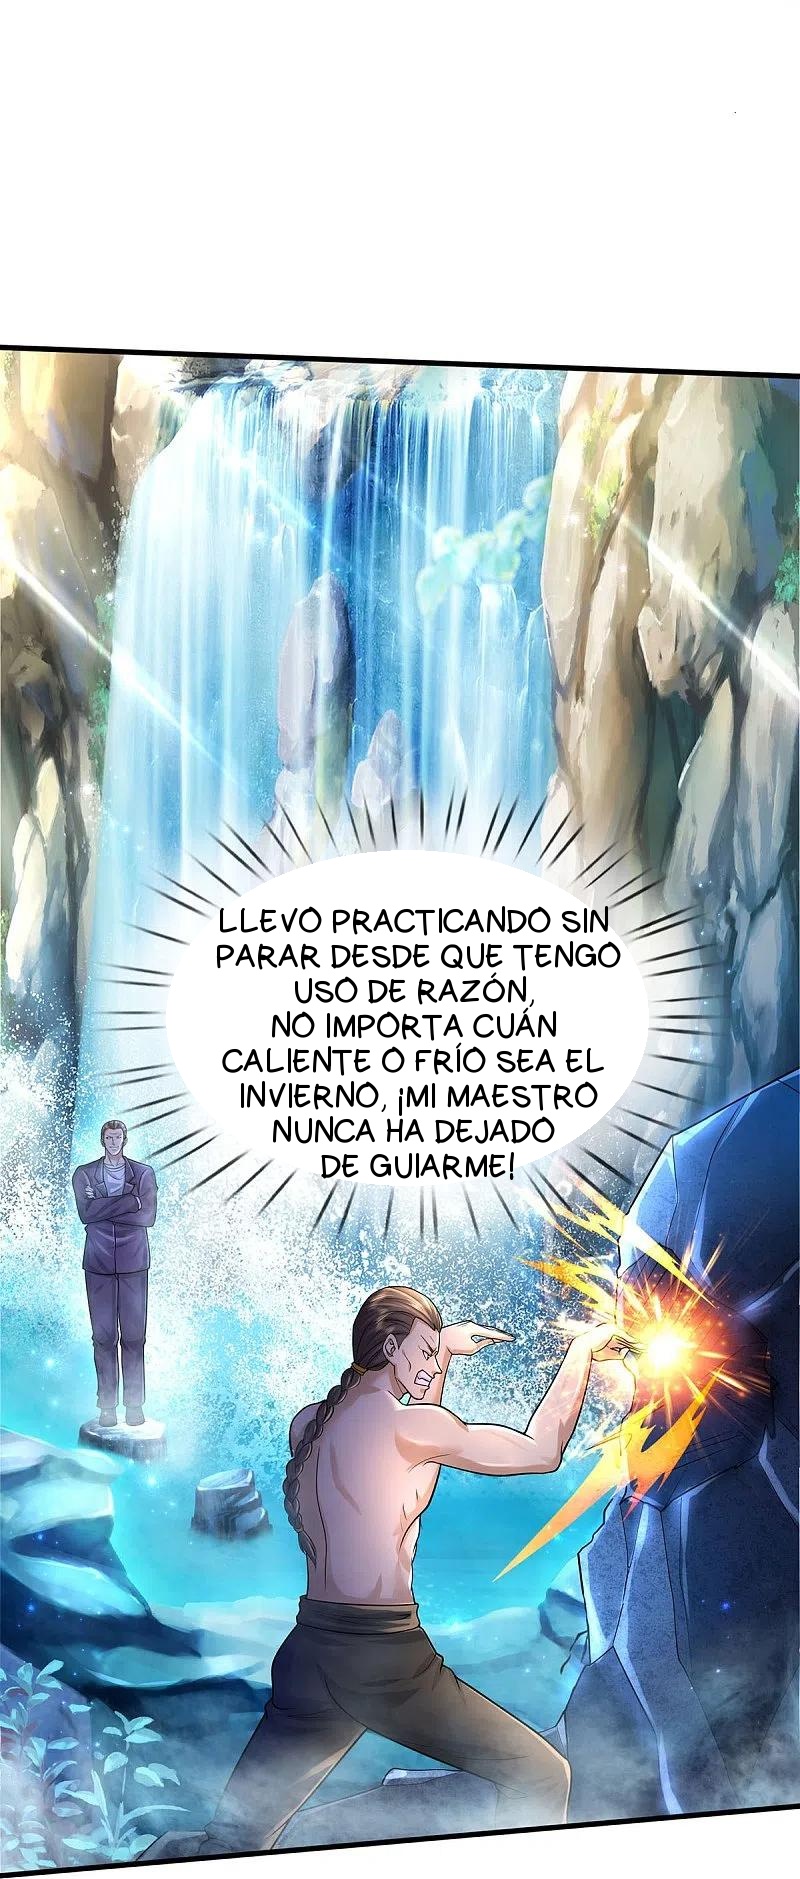 LLEVO PRACTICANDO SIN
PARAR DESDE QUE TENGO
USO DE RAZÓN,
NO IMPORTA CUÁN
CALIENTE O FRÍO SEA EL
INVIERNO, ¡MI MAESTRO
NUNCA HA DEJADO
DE GUIARME!